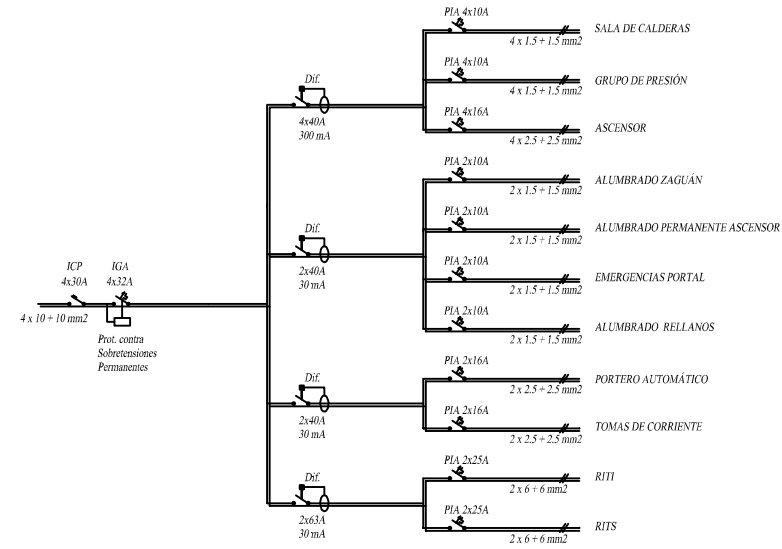 PIA 4x10A
SALA DE CALDERAS
4 x 1.5 + 1.5 mm2
PIA 4x10A
GRUPO DE PRESIÓN
4 x 1.5 + 1.5 mm2
Dif.
4x40A
300 mA
PIA 4x16A
ASCENSOR
4 x 2.5 + 2.5 mm2
PIA 2x10A
ALUMBRADO ZAGUÁN
2 x 1.5 + 1.5 mm2
PIA 2x10A
ALUMBRADO PERMANENTE ASCENSOR
2 x 1.5 + 1.5 mm2
Dif.
2x40A
30 mA
PIA 2x10A
EMERGENCIAS PORTAL
2 x 1.5 + 1.5 mm2
PIA 2x10A
ALUMBRADO RELLANOS
2 x 1.5 + 1.5 mm2
ICP
4x30A
IGA
4x32A
4 x 10 + 10 mm2
Prot. contra
Sobretensiones
Permanentes
PIA 2x16A
PORTERO AUTOMÁTICO
2 x 2.5 + 2.5 mm2
Dif.
2x40A
30 mA
PIA 2x16A
TOMAS DE CORRIENTE
2 x 2.5 + 2.5 mm2
PIA 2x25A
RITI
2 x 6 + 6 mm2
Dif.
2x63A
30 mA
PIA 2x25A
RITS
2 x 6 + 6 mm2